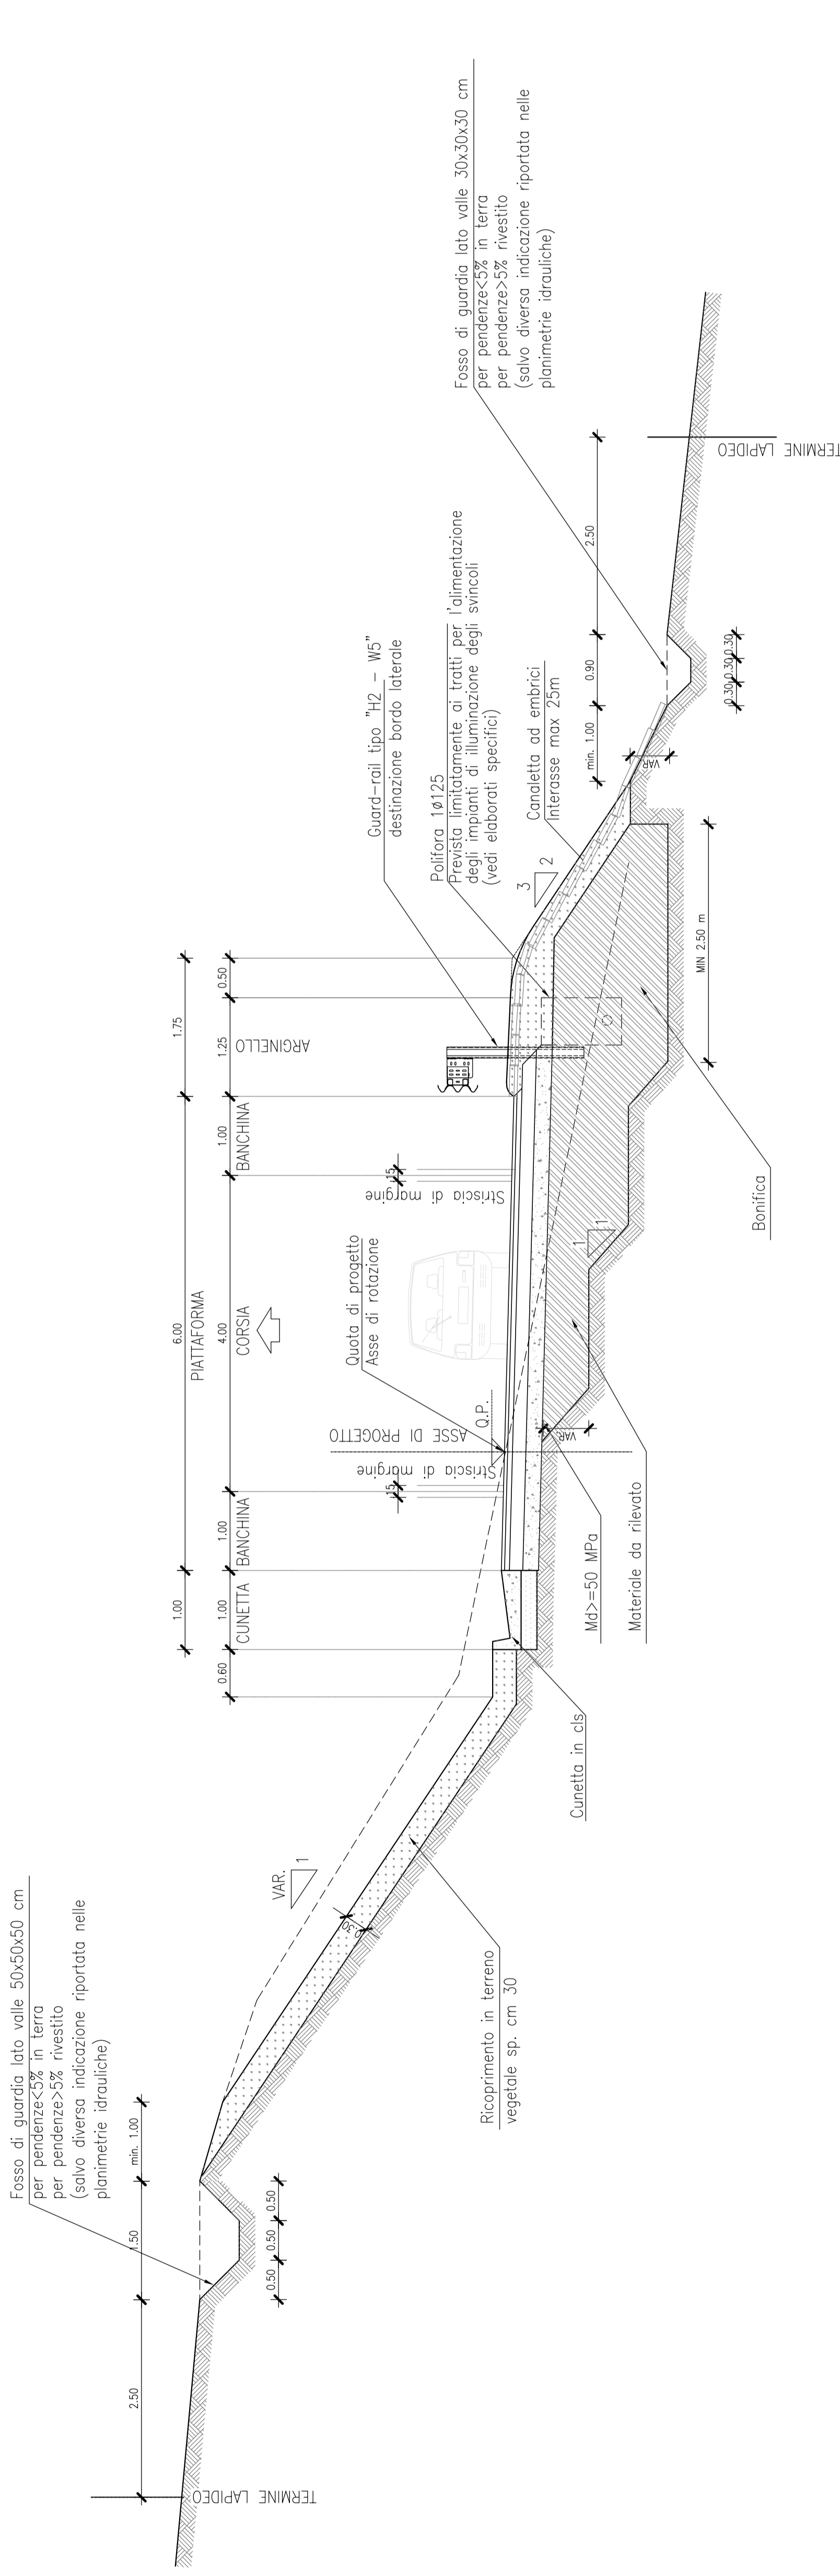 Fosso di guardia lato valle 50x50x50 cm
per pendenze<5% in terra
per pendenze>5% rivestito
(salvo diversa indicazione riportata nelle
planimetrie idrauliche)
2.50
1.50
min. 1.00
0.50
0.50
0.50
TERMINE LAPIDEO
VAR.
1
0.30
Ricoprimento in terreno
vegetale sp. cm 30
Cunetta in cls
1.00
6.00
1.75
PIATTAFORMA
0.60
1.00
1.00
4.00
1.00
1.25
0.50
CUNETTA
BANCHINA
CORSIA
BANCHINA
ARGINELLO
15
Striscia di margine
ASSE DI PROGETTO
Q.P.
Quota di progetto
Asse di rotazione
15
Striscia di margine
Md>=50 MPa
Materiale da rilevato
VAR.
1
1
Bonifica
MIN 2.50 m
Guard-rail tipo "H2 - W5"
destinazione bordo laterale
Polifora 1ø125
Prevista limitatamente ai tratti per l'alimentazione
degli impianti di illuminazione degli svincoli
(vedi elaborati specifici)
3
2
Canaletta ad embrici
Interasse max 25m
VAR
min. 1.00
0.90
2.50
0.30
0.30
0.30
Fosso di guardia lato valle 30x30x30 cm
per pendenze<5% in terra
per pendenze>5% rivestito
(salvo diversa indicazione riportata nelle
planimetrie idrauliche)
TERMINE LAPIDEO